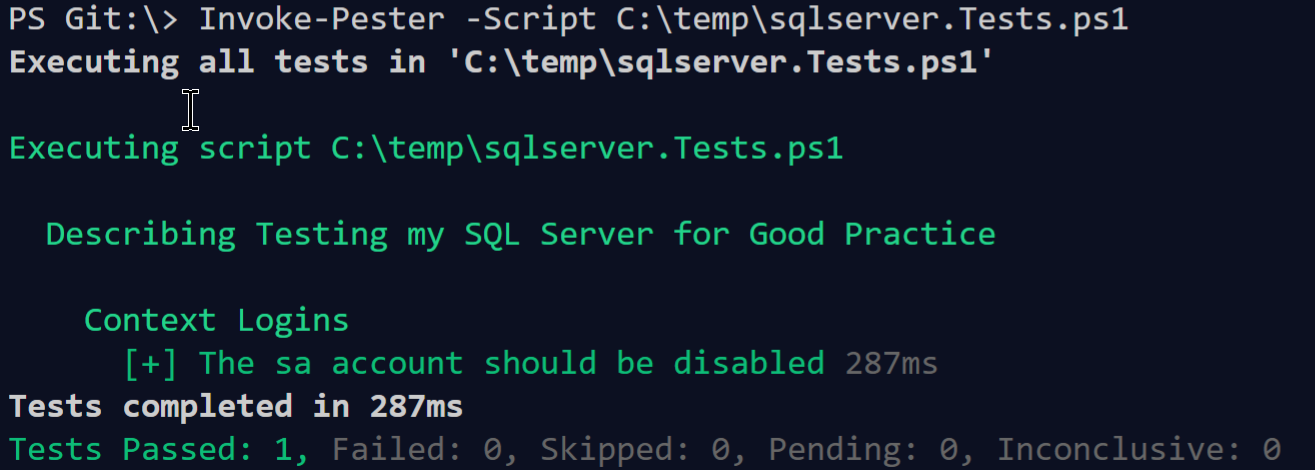 PS Git:\> Invoke-Pester -Script C:\temp\sqlserver.Tests.ps1
Executing all tests in 'C:\temp\sqlserver.Tests.ps1'
Executing script C:\temp\sqlserver.Tests.ps1
Describing Testing my SQL Server for Good Practice
Context Logins
[+] The sa account should be disabled 287ms
Tests completed in 287ms
Tests Passed: 1, Failed: 0, Skipped: 0, Pending: 0, Inconclusive: 0